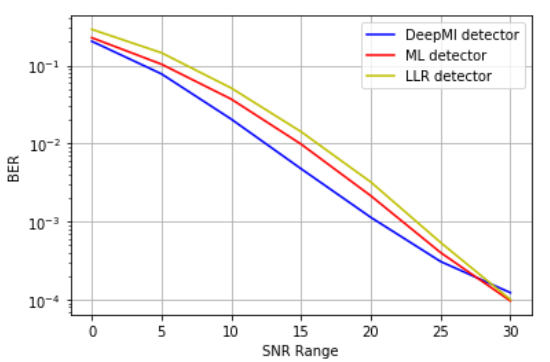 DeepMI detector
ML detector
LLR detector
BER
10⁻¹
10⁻²
10⁻³
10⁻⁴
0 5 10 15 20 25 30
SNR Range